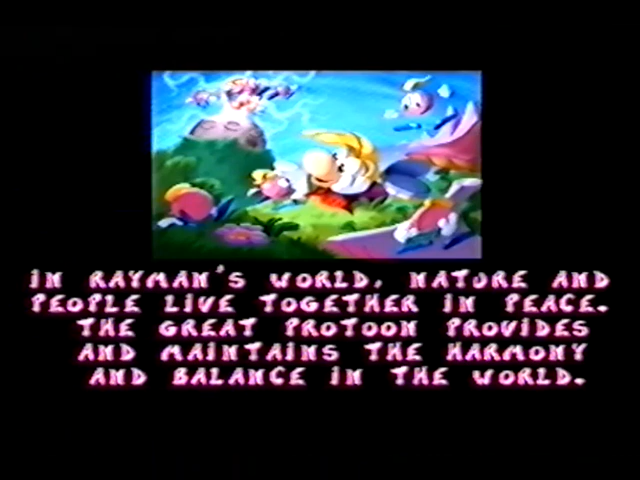 IN RAYMAN'S WORLD, NATURE AND
PEOPLE LIVE TOGETHER IN PEACE.
THE GREAT PROTOON PROVIDES
AND MAINTAINS THE HARMONY
AND BALANCE IN THE WORLD.